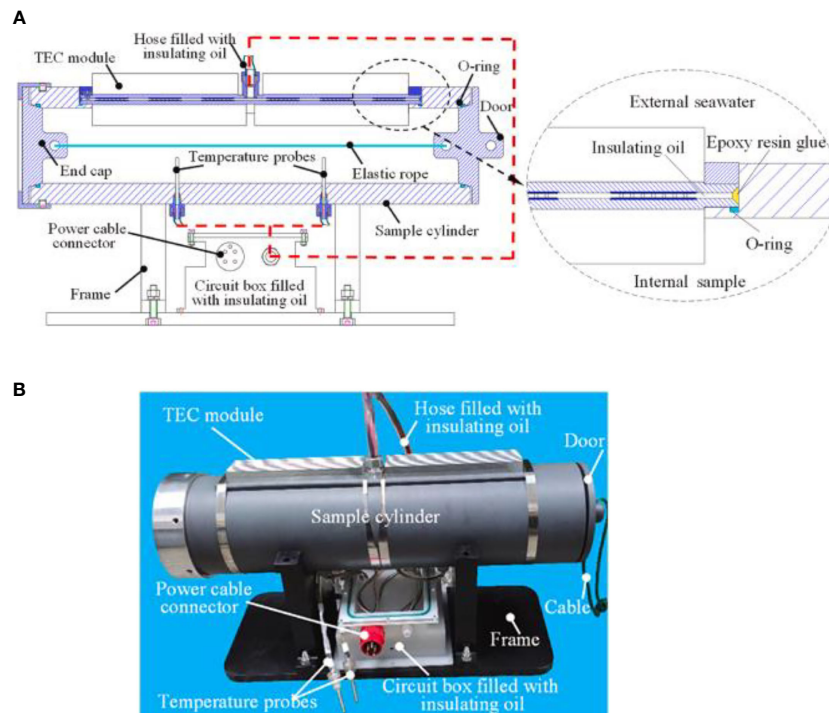 A
Hose filled with
insulating oil
TEC module
O-ring
Door
External seawater
Insulating oil
Epoxy resin glue
End cap
Temperature probes
Elastic rope
Power cable
connector
Sample cylinder
O-ring
Internal sample
Frame
Circuit box filled
with insulating oil
B
TEC module
Hose filled with
insulating oil
Door
Sample cylinder
Power cable
connector
Cable
Frame
Temperature probes
Circuit box filled with
insulating oil